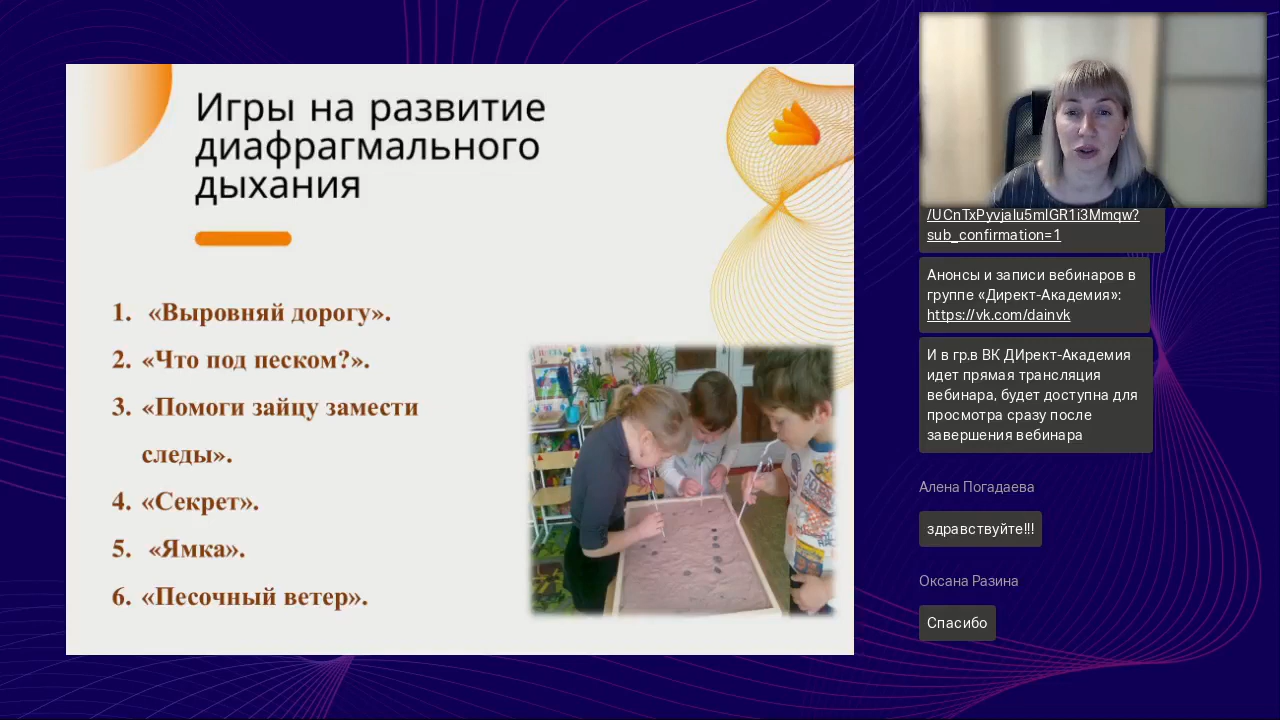 Игры на развитие
диафрагмального
дыхания
1. «Выровняй дорогу».
2. «Что под песком?».
3. «Помоги зайцу замести
следы».
4. «Секрет».
5. «Ямка».
6. «Песочный ветер».
sub_confirmation=1
Анонсы и записи вебинаров в
группе «Директ-Академия»:
https://vk.com/dainvk
И в гр.в ВК ДИрект-Академия
идет прямая трансляция
вебинара, будет доступна для
просмотра сразу после
завершения вебинара
Алена Погадаева
здравствуйте!!!
Оксана Разина
Спасибо